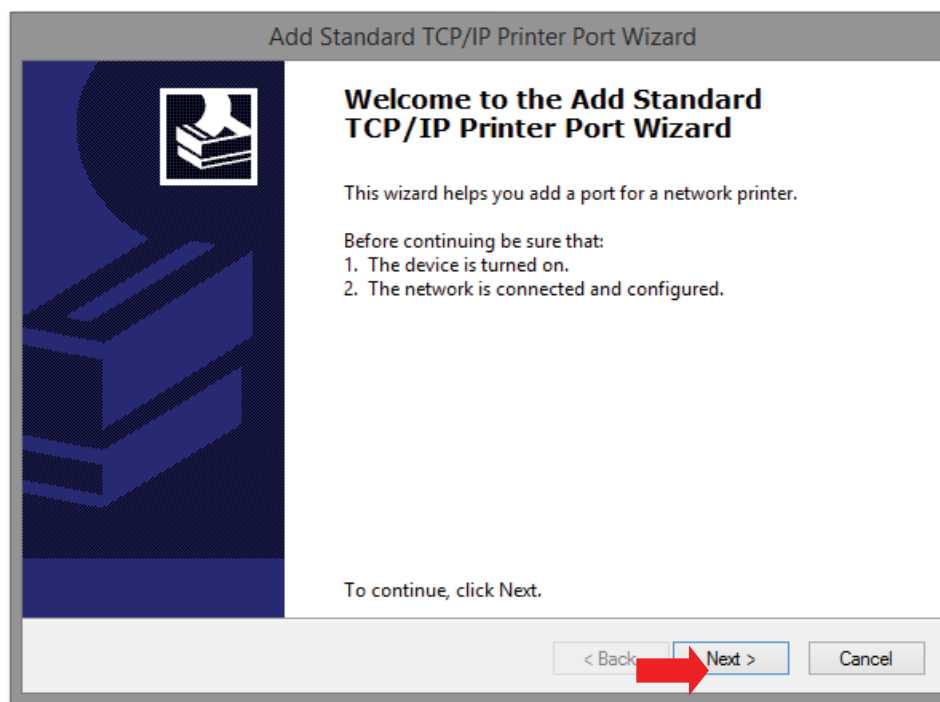 Add Standard TCP/IP Printer Port Wizard
Welcome to the Add Standard
TCP/IP Printer Port Wizard
This wizard helps you add a port for a network printer.
Before continuing be sure that:
1. The device is turned on.
2. The network is connected and configured.
To continue, click Next.
< Back
Next >
Cancel